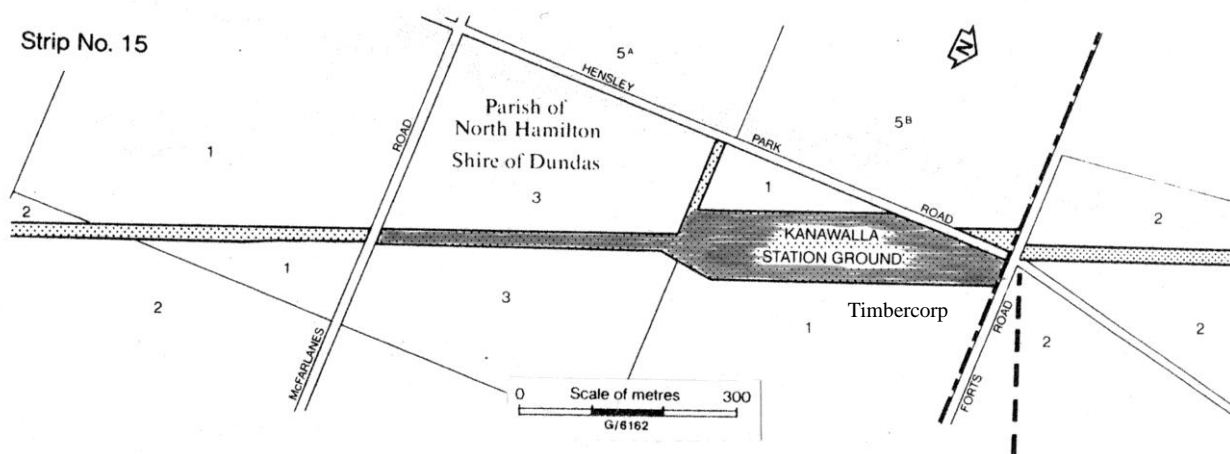 Strip No. 15
5A
HENSLEY
N
Parish of
North Hamilton
Shire of Dundas
ROAD
PARK
5B
1
1
3
ROAD
2
2
KANAWALLA
STATION GROUND
1
2
3
1
Timbercorp
ROAD
2
2
McFARLANES
FORTS
0 Scale of metres 300
G/6162